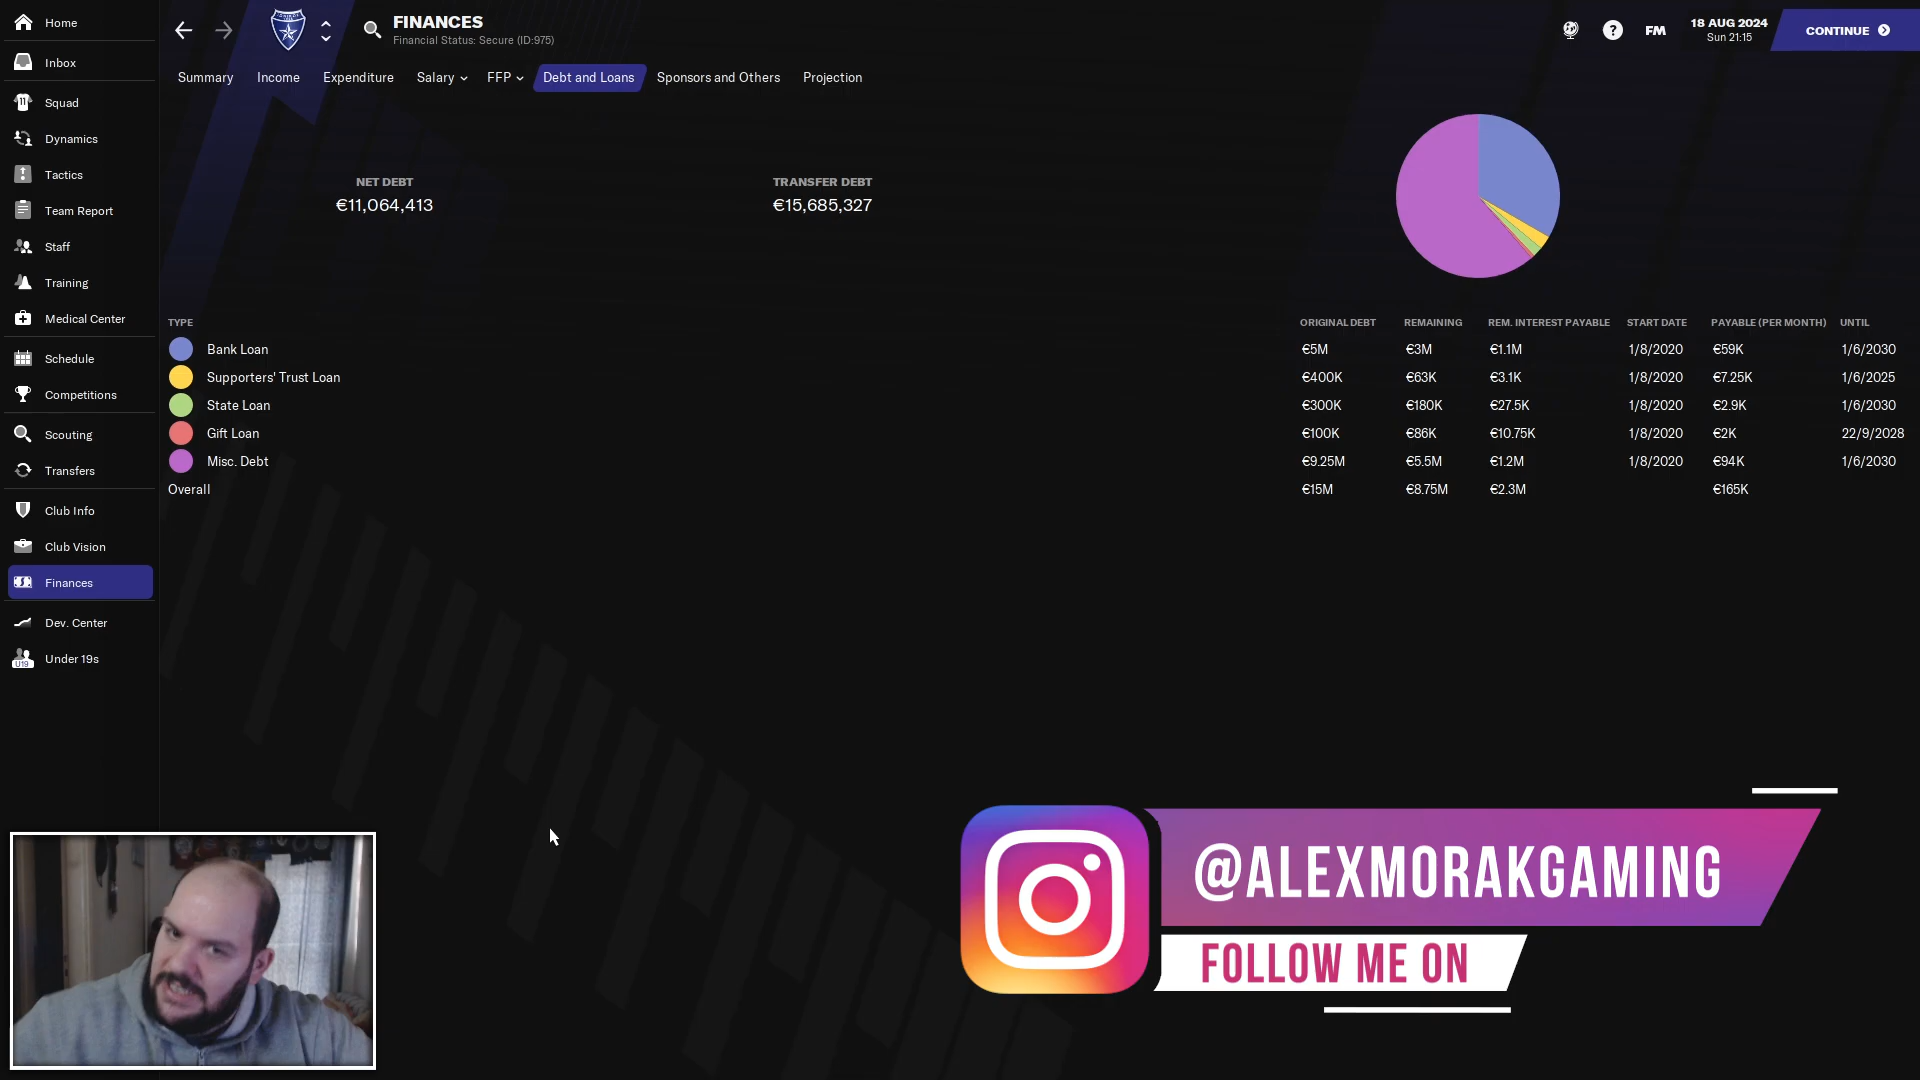 Home
Inbox
Squad
Dynamics
Tactics
Team Report
Staff
Training
Medical Center
Schedule
Competitions
Scouting
Transfers
Club Info
Club Vision
Finances
Dev. Center
U19
Under 19s
FINANCES
Financial Status: Secure (ID:975)
?
FM
18 AUG 2024
Sun 21:15
CONTINUE
Summary Income Expenditure Salary FFP Debt and Loans Sponsors and Others Projection
NET DEBT
€11,064,413
TRANSFER DEBT
€15,685,327
TYPE ORIGINAL DEBT REMAINING REM. INTEREST PAYABLE START DATE PAYABLE (PER MONTH) UNTIL
Bank Loan €5M €3M €1.1M 1/8/2020 €59K 1/6/2030
Supporters' Trust Loan €400K €63K €3.1K 1/8/2020 €7.25K 1/6/2025
State Loan €300K €180K €27.5K 1/8/2020 €2.9K 1/6/2030
Gift Loan €100K €86K €10.75K 1/8/2020 €2K 22/9/2028
Misc. Debt €9.25M €5.5M €1.2M 1/8/2020 €94K 1/6/2030
Overall €15M €8.75M €2.3M €165K
@ALEXMORAKGAMING
FOLLOW ME ON